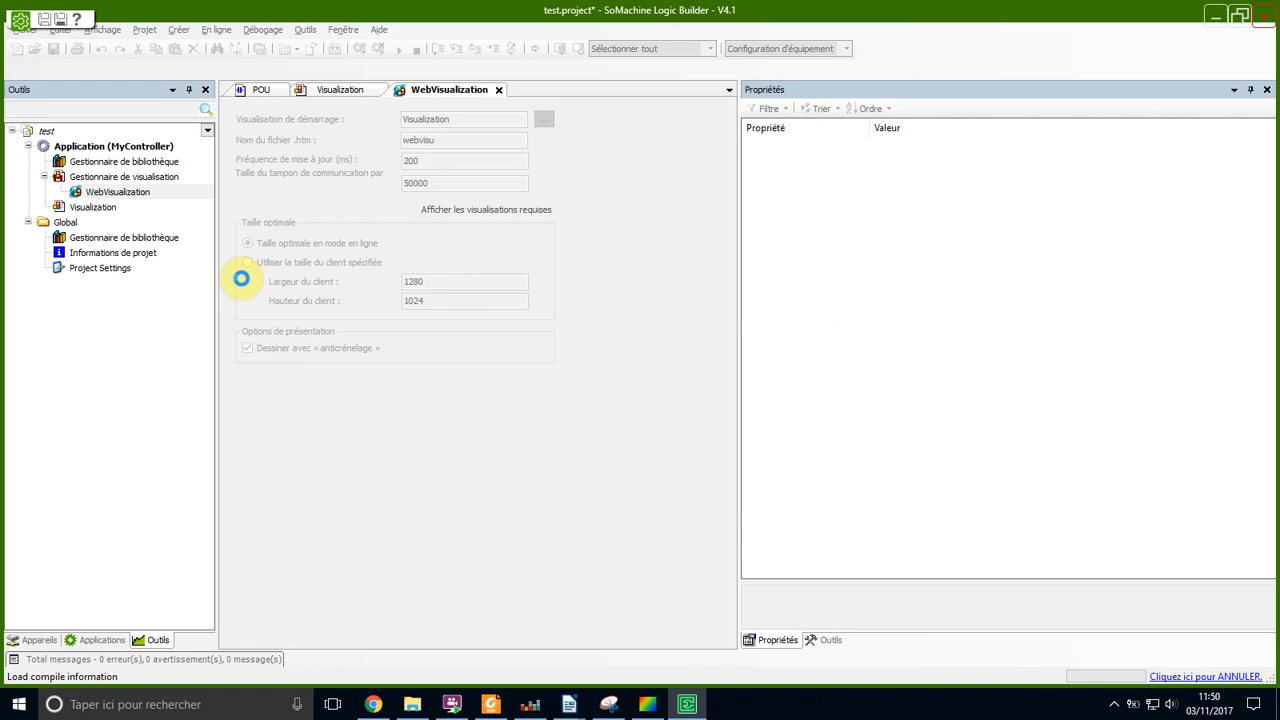 test.project* - SoMachine Logic Builder - V4.1
?
Affichage Projet Créer En ligne Débogage Outils Fenêtre Aide
Sélectionner tout Configuration d'équipement
Outils
POU Visualization WebVisualization
Propriétés
Filtre Trier Ordre
Propriété Valeur
test
Application (MyController)
Gestionnaire de bibliothèque
Gestionnaire de visualisation
WebVisualization
Visualization
Global
Gestionnaire de bibliothèque
Informations de projet
Project Settings
Visualisation de démarrage : Visualization ...
Nom du fichier .htm : webvisu
Fréquence de mise à jour (ms) : 200
Taille du tampon de communication par 50000
Afficher les visualisations requises
Taille optimale
Taille optimale en mode en ligne
Utiliser la taille du client spécifiée
Largeur du client : 1280
Hauteur du client : 1024
Options de présentation
Dessiner avec « anticrénelage »
Appareils Applications Outils
Propriétés Outils
Total messages - 0 erreur(s), 0 avertissement(s), 0 message(s)
Load compile information
Cliquez ici pour ANNULER.
Taper ici pour rechercher
11:50
03/11/2017